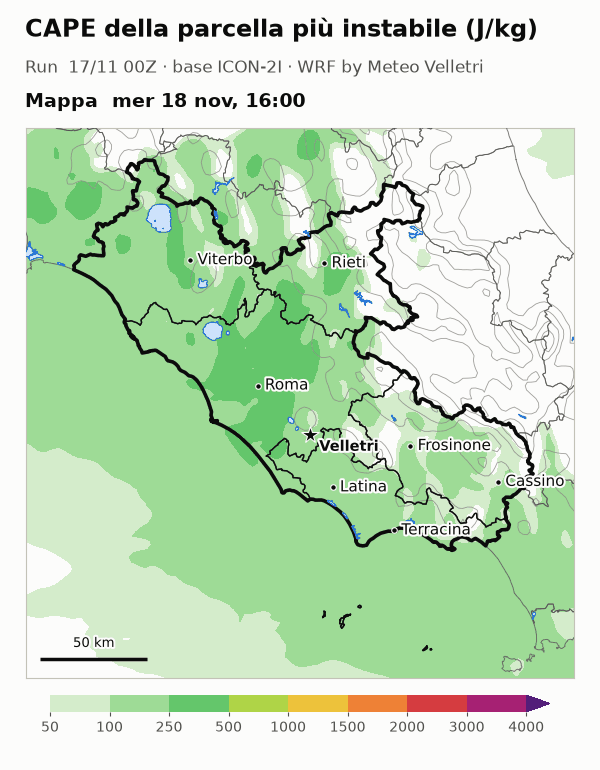 CAPE della parcella più instabile (J/kg)
Run 17/11 00Z · base ICON-2I · WRF by Meteo Velletri
Mappa mer 18 nov, 16:00
Viterbo
Rieti
Roma
Velletri
Frosinone
Latina
Cassino
Terracina
50 km
50 100 250 500 1000 1500 2000 3000 4000